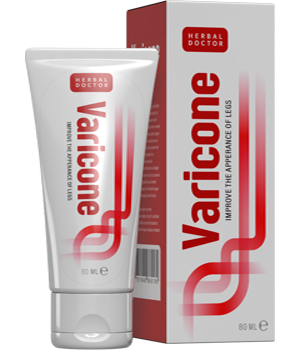 HERBAL
DOCTOR
Varicone
IMPROVE THE APPERANCE OF LEGS
80 ML ℮
HERBAL
DOCTOR
Varicone
IMPROVE THE APPERANCE OF LEGS
80 ML ℮